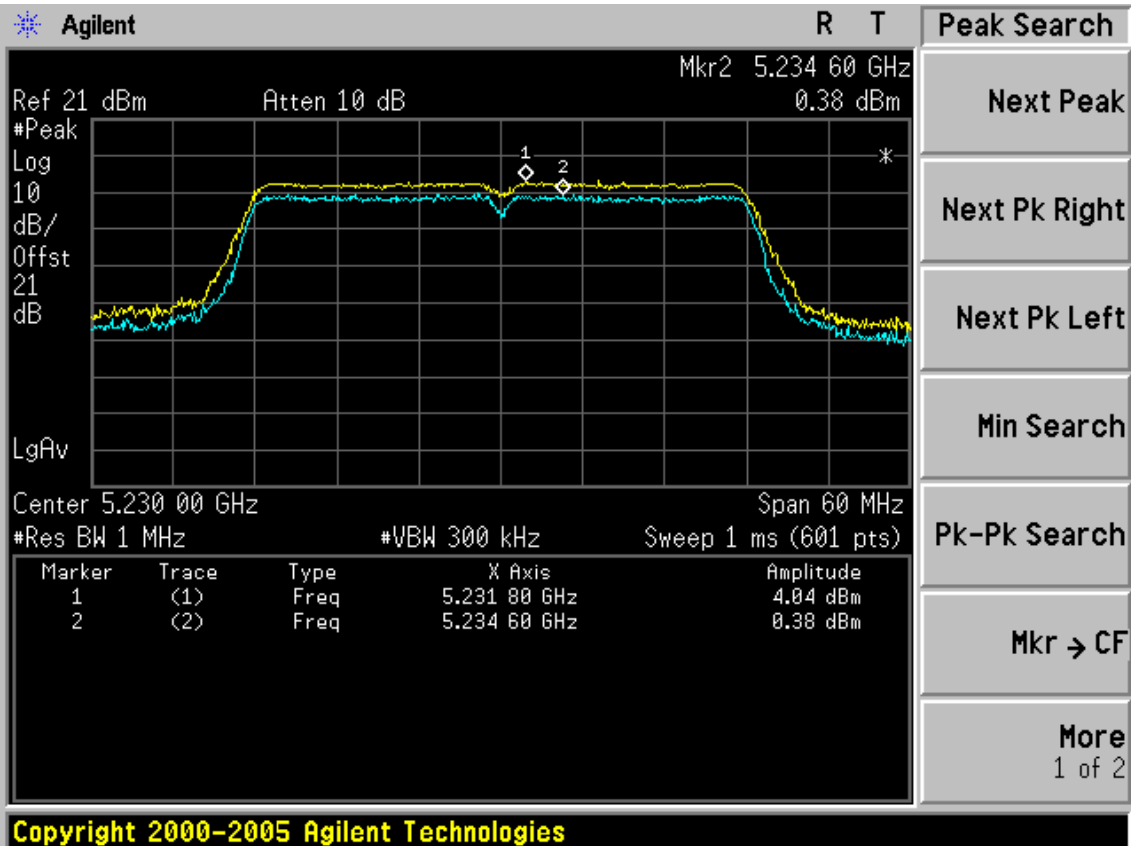 Agilent R T
Peak Search
Mkr2 5.234 60 GHz
Ref 21 dBm Atten 10 dB 0.38 dBm
#Peak
Log
10
dB/
Offst
21
dB
LgAv
1
2
*
Center 5.230 00 GHz Span 60 MHz
#Res BW 1 MHz #VBW 300 kHz Sweep 1 ms (601 pts)
Marker Trace Type X Axis Amplitude
1 (1) Freq 5.231 80 GHz 4.04 dBm
2 (2) Freq 5.234 60 GHz 0.38 dBm
Next Peak
Next Pk Right
Next Pk Left
Min Search
Pk-Pk Search
Mkr → CF
More
1 of 2
Copyright 2000-2005 Agilent Technologies